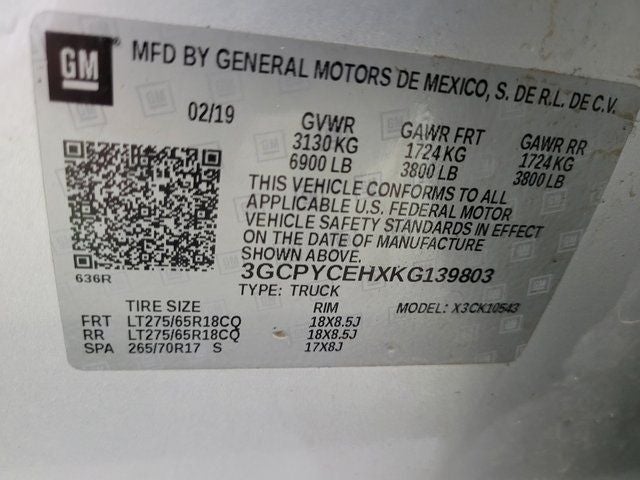 GM MFD BY GENERAL MOTORS DE MEXICO, S. DE R.L. DE C.V.
02/19 GVWR GAWR FRT GAWR RR
3130 KG 1724 KG 1724 KG
6900 LB 3800 LB 3800 LB
THIS VEHICLE CONFORMS TO ALL
APPLICABLE U.S. FEDERAL MOTOR
VEHICLE SAFETY STANDARDS IN EFFECT
ON THE DATE OF MANUFACTURE
SHOWN ABOVE.
3GCPYCEHXKG139803
636R TYPE: TRUCK MODEL: X3CK10543
TIRE SIZE RIM
FRT LT275/65R18CQ 18X8.5J
RR LT275/65R18CQ 18X8.5J
SPA 265/70R17 S 17X8J